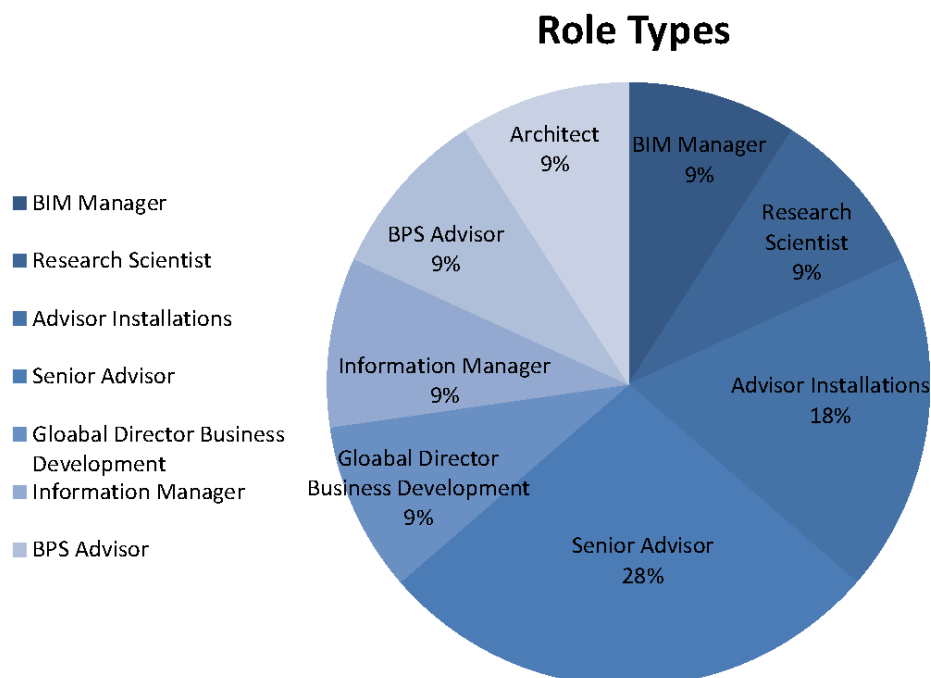 Role Types
BIM Manager
Research Scientist
Advisor Installations
Senior Advisor
Gloabal Director Business
Development
Information Manager
BPS Advisor
Architect
9%
BIM Manager
9%
Research
Scientist
9%
BPS Advisor
9%
Information Manager
9%
Advisor Installations
18%
Gloabal Director
Business Development
9%
Senior Advisor
28%